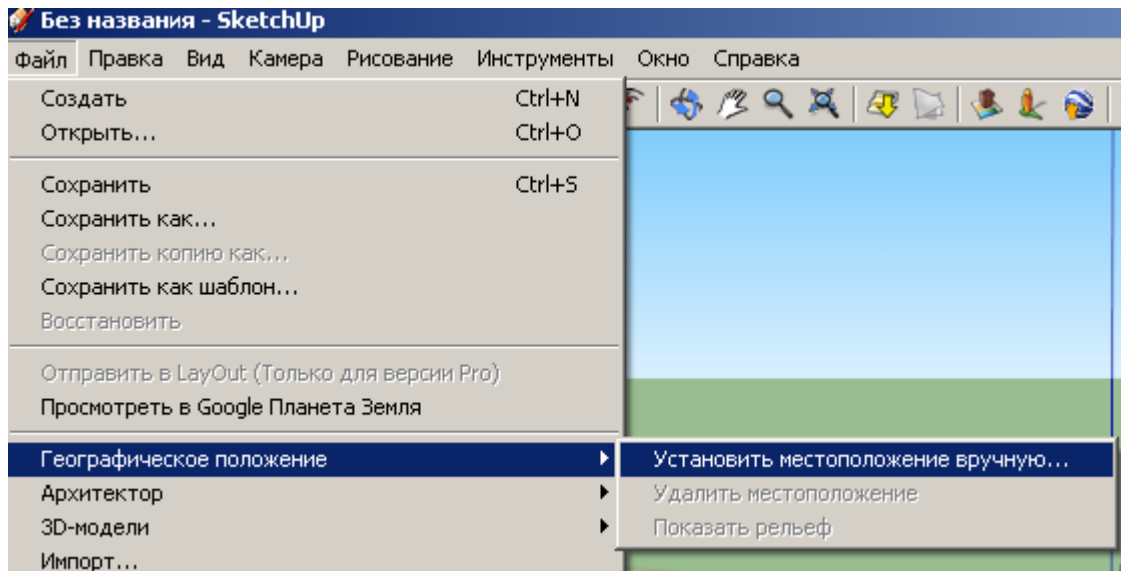 Без названия - SketchUp
Файл Правка Вид Камера Рисование Инструменты Окно Справка
Создать Ctrl+N
Открыть... Ctrl+O
Сохранить Ctrl+S
Сохранить как...
Сохранить копию как...
Сохранить как шаблон...
Восстановить
Отправить в LayOut (Только для версии Pro)
Просмотреть в Google Планета Земля
Географическое положение Установить местоположение вручную...
Архитектор Удалить местоположение
3D-модели Показать рельеф
Импорт...